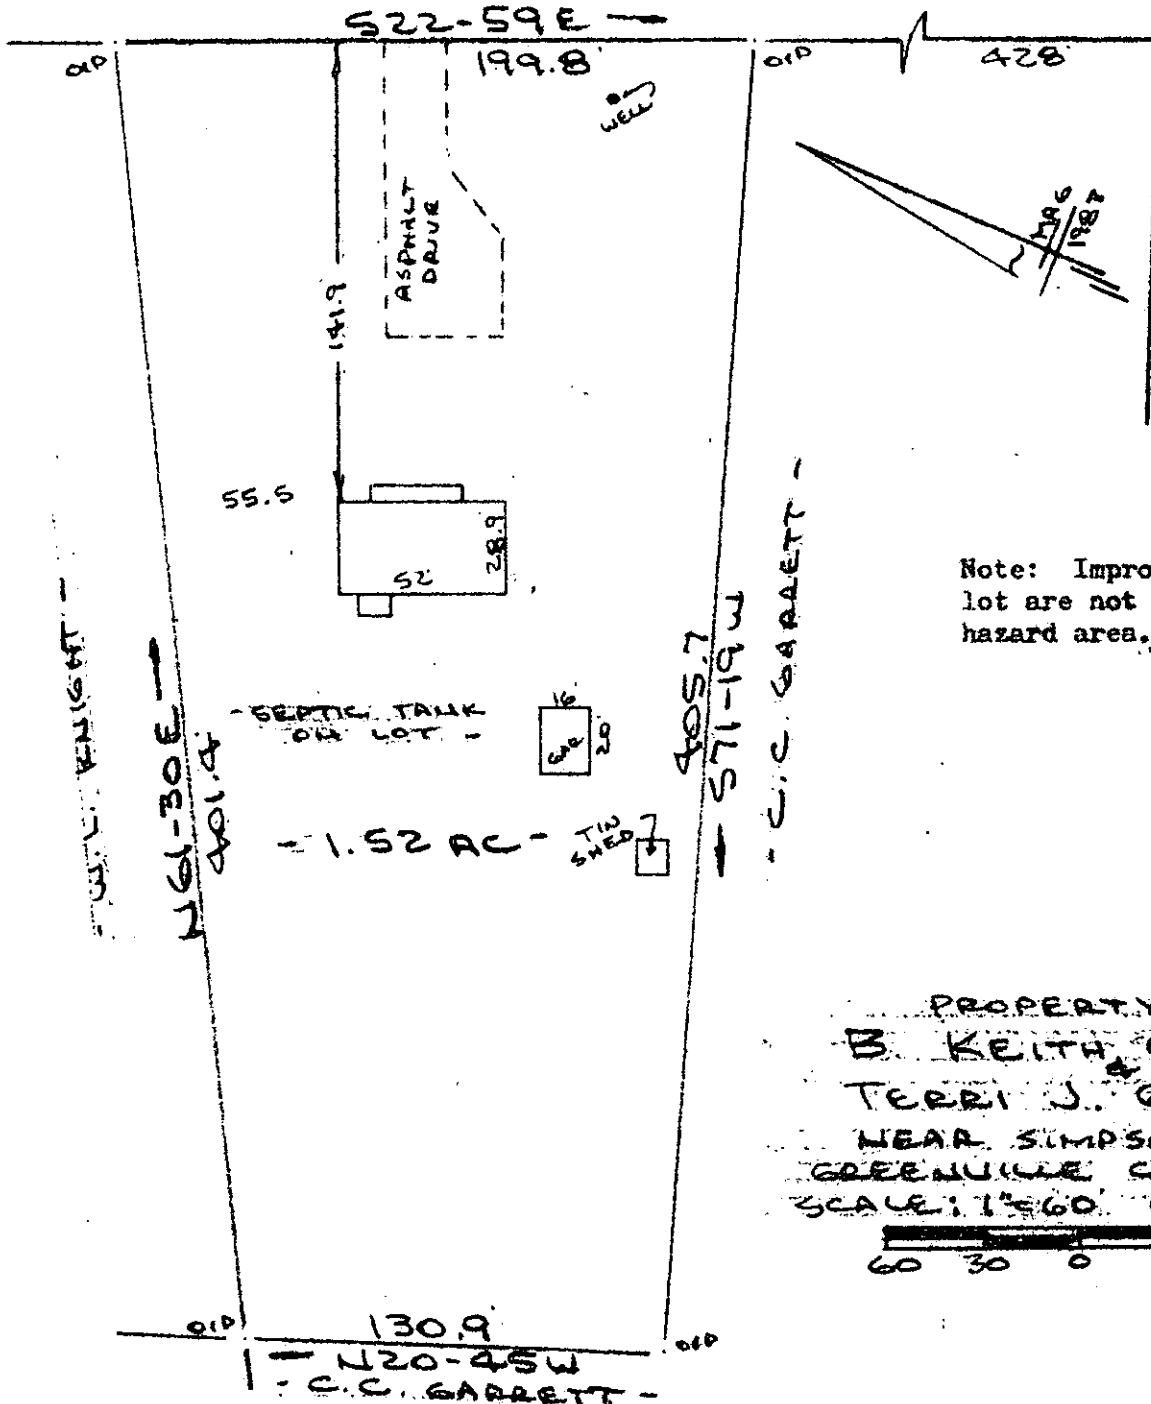 S22-59E
199.8'
428'
OIP
OIP
WELL
MAG
1987
ASPHALT
DRIVE
141.9
55.5
52'
28.9
Note: Impro
lot are not
hazard area.
- W.L. KNIGHT -
N61-30E
401.4
- SEPTIC TANK
ON LOT -
16'
20
GAR
405.7
S71-19W
- C.C. GARRETT -
- 1.52 AC -
TIN
SHED
PROPERTY
B. KEITH
&
TERRI J. G
NEAR SIMPS
GREENVILLE C
SCALE: 1"=60'
60 30 0
OIP
OIP
130.9'
N20-45W
- C.C. GARRETT -